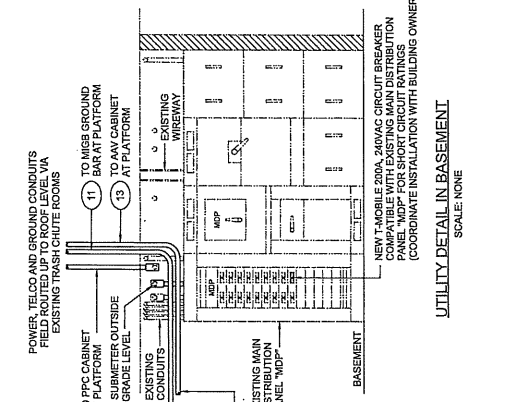 POWER, TELCO AND GROUND CONDUITS
FIELD ROUTED UP TO ROOF LEVEL VIA
EXISTING TRASH CHUTE ROOMS
11 TO MIGB GROUND
BAR AT PLATFORM
13 TO AAV CABINET
AT PLATFORM
PPC CABINET
PLATFORM
SUBMETER OUTSIDE
GRADE LEVEL
EXISTING
CONDUITS
EXISTING
WIREWAY
MDP
MDP
EXISTING MAIN
DISTRIBUTION
PANEL "MDP"
BASEMENT
NEW T-MOBILE 200A, 240VAC CIRCUIT BREAKER
COMPATIBLE WITH EXISTING MAIN DISTRIBUTION
PANEL "MDP" FOR SHORT CIRCUIT RATINGS
(COORDINATE INSTALLATION WITH BUILDING OWNER
UTILITY DETAIL IN BASEMENT
SCALE: NONE